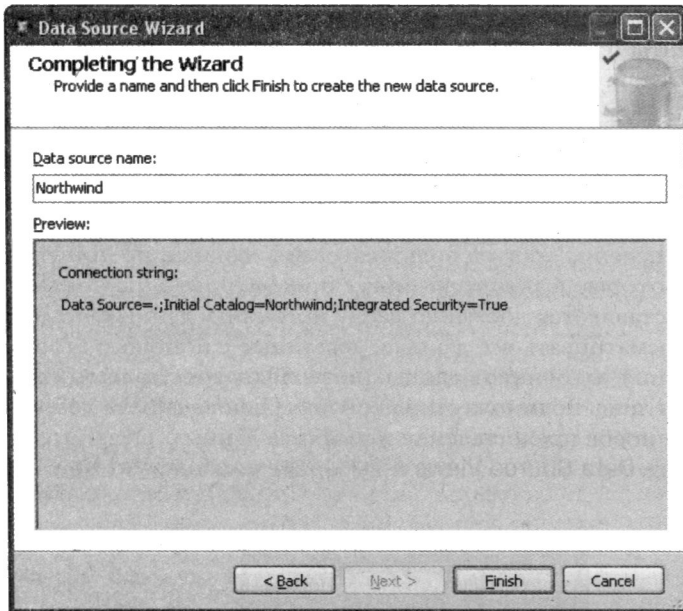 Data Source Wizard
Completing the Wizard
Provide a name and then click Finish to create the new data source.
Data source name:
Northwind
Preview:
Connection string:
Data Source=.;Initial Catalog=Northwind;Integrated Security=True
< Back
Next >
Finish
Cancel